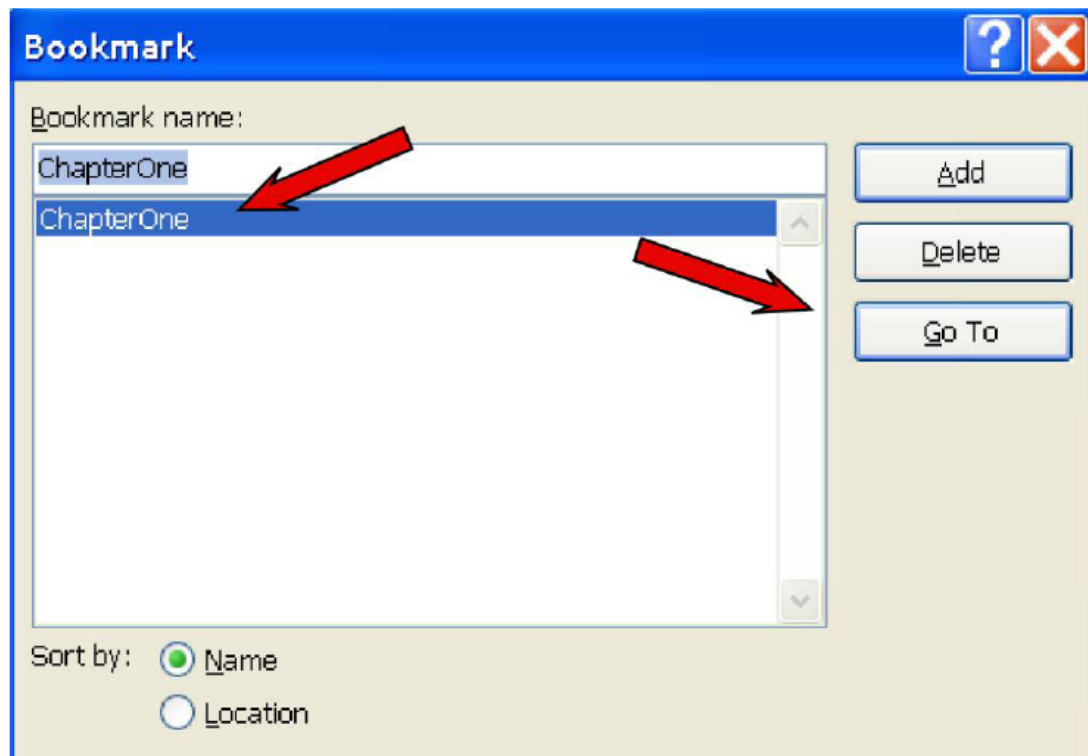 Bookmark
Bookmark name:
ChapterOne
ChapterOne
Add
Delete
Go To
Sort by:
Name
Location